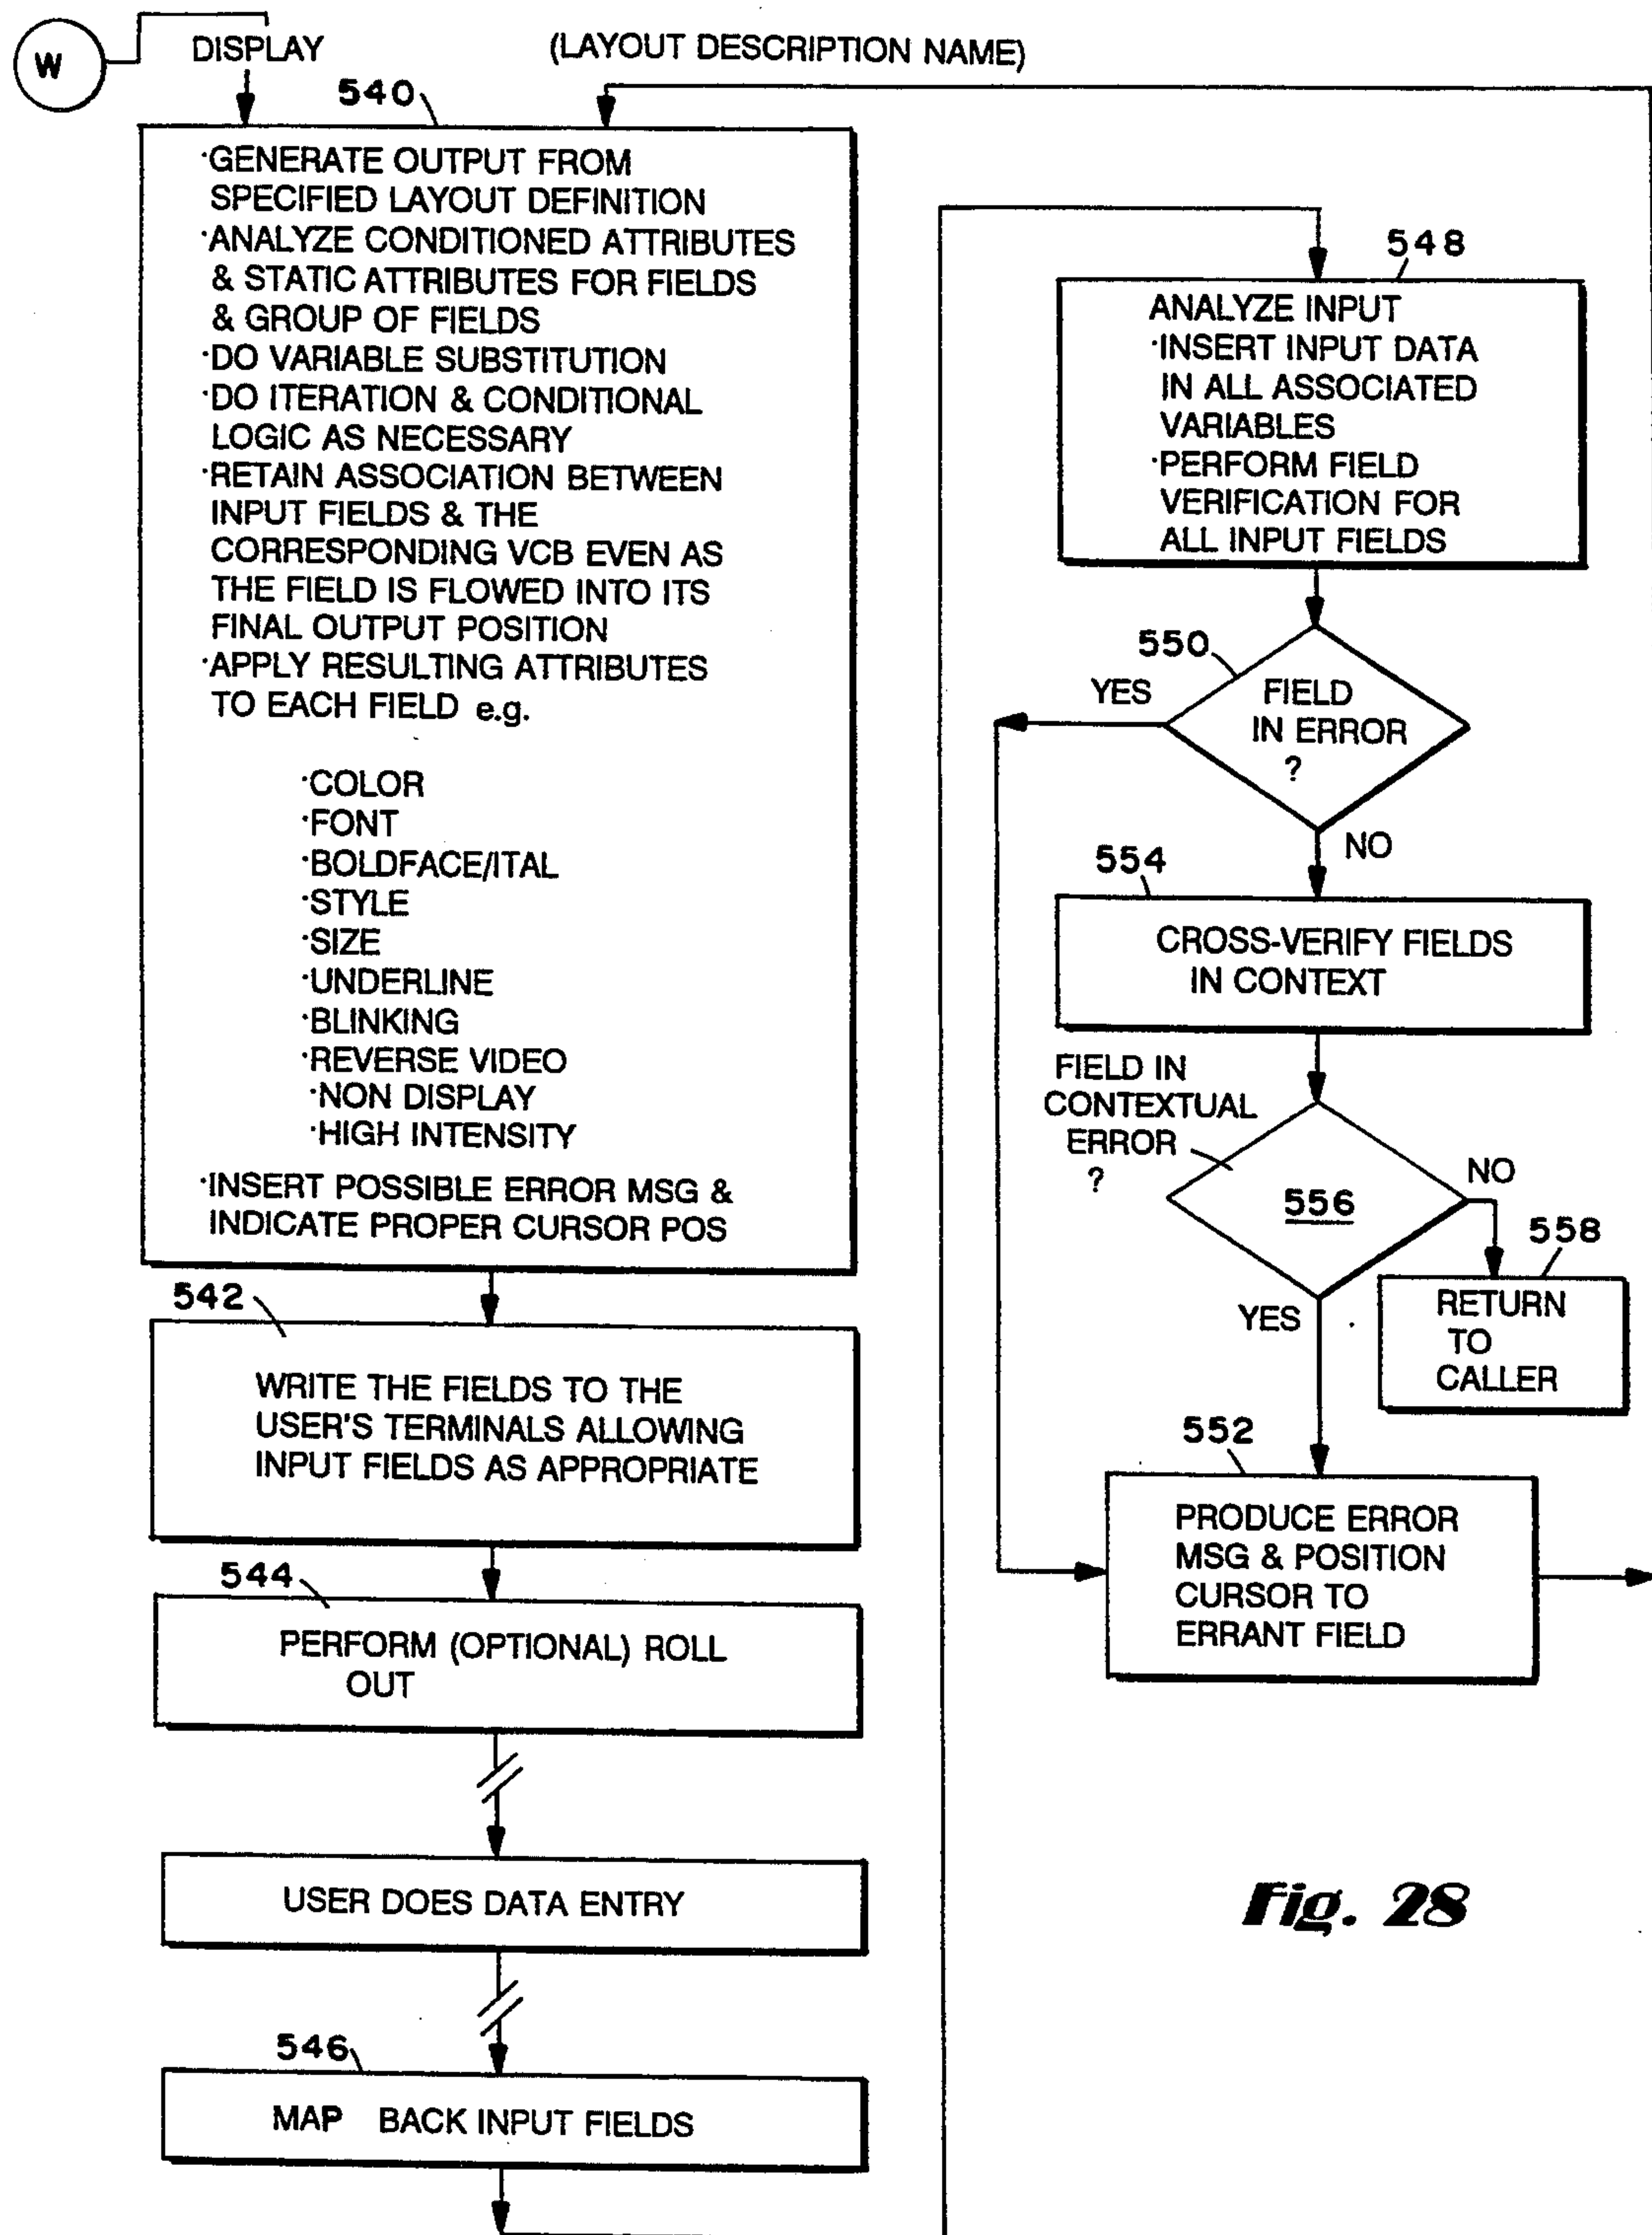 W
DISPLAY
(LAYOUT DESCRIPTION NAME)
540
·GENERATE OUTPUT FROM
SPECIFIED LAYOUT DEFINITION
·ANALYZE CONDITIONED ATTRIBUTES
& STATIC ATTRIBUTES FOR FIELDS
& GROUP OF FIELDS
·DO VARIABLE SUBSTITUTION
·DO ITERATION & CONDITIONAL
LOGIC AS NECESSARY
·RETAIN ASSOCIATION BETWEEN
INPUT FIELDS & THE
CORRESPONDING VCB EVEN AS
THE FIELD IS FLOWED INTO ITS
FINAL OUTPUT POSITION
·APPLY RESULTING ATTRIBUTES
TO EACH FIELD e.g.
·COLOR
·FONT
·BOLDFACE/ITAL
·STYLE
·SIZE
·UNDERLINE
·BLINKING
·REVERSE VIDEO
·NON DISPLAY
·HIGH INTENSITY
·INSERT POSSIBLE ERROR MSG &
INDICATE PROPER CURSOR POS
542
WRITE THE FIELDS TO THE
USER'S TERMINALS ALLOWING
INPUT FIELDS AS APPROPRIATE
544
PERFORM (OPTIONAL) ROLL
OUT
USER DOES DATA ENTRY
546
MAP BACK INPUT FIELDS
548
ANALYZE INPUT
·INSERT INPUT DATA
IN ALL ASSOCIATED
VARIABLES
·PERFORM FIELD
VERIFICATION FOR
ALL INPUT FIELDS
550
YES
FIELD
IN ERROR
?
NO
554
CROSS-VERIFY FIELDS
IN CONTEXT
FIELD IN
CONTEXTUAL
ERROR
?
556
NO
558
RETURN
TO
CALLER
YES
552
PRODUCE ERROR
MSG & POSITION
CURSOR TO
ERRANT FIELD
Fig. 28